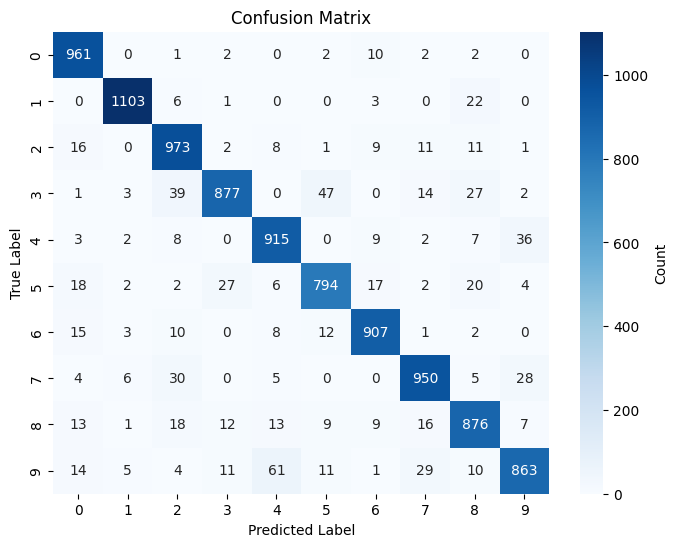 Confusion Matrix
0 961 0 1 2 0 2 10 2 2 0
1 0 1103 6 1 0 0 3 0 22 0
2 16 0 973 2 8 1 9 11 11 1
3 1 3 39 877 0 47 0 14 27 2
4 3 2 8 0 915 0 9 2 7 36
5 18 2 2 27 6 794 17 2 20 4
6 15 3 10 0 8 12 907 1 2 0
7 4 6 30 0 5 0 0 950 5 28
8 13 1 18 12 13 9 9 16 876 7
9 14 5 4 11 61 11 1 29 10 863
0 1 2 3 4 5 6 7 8 9
Predicted Label
True Label
1000
800
600
400
200
0
Count